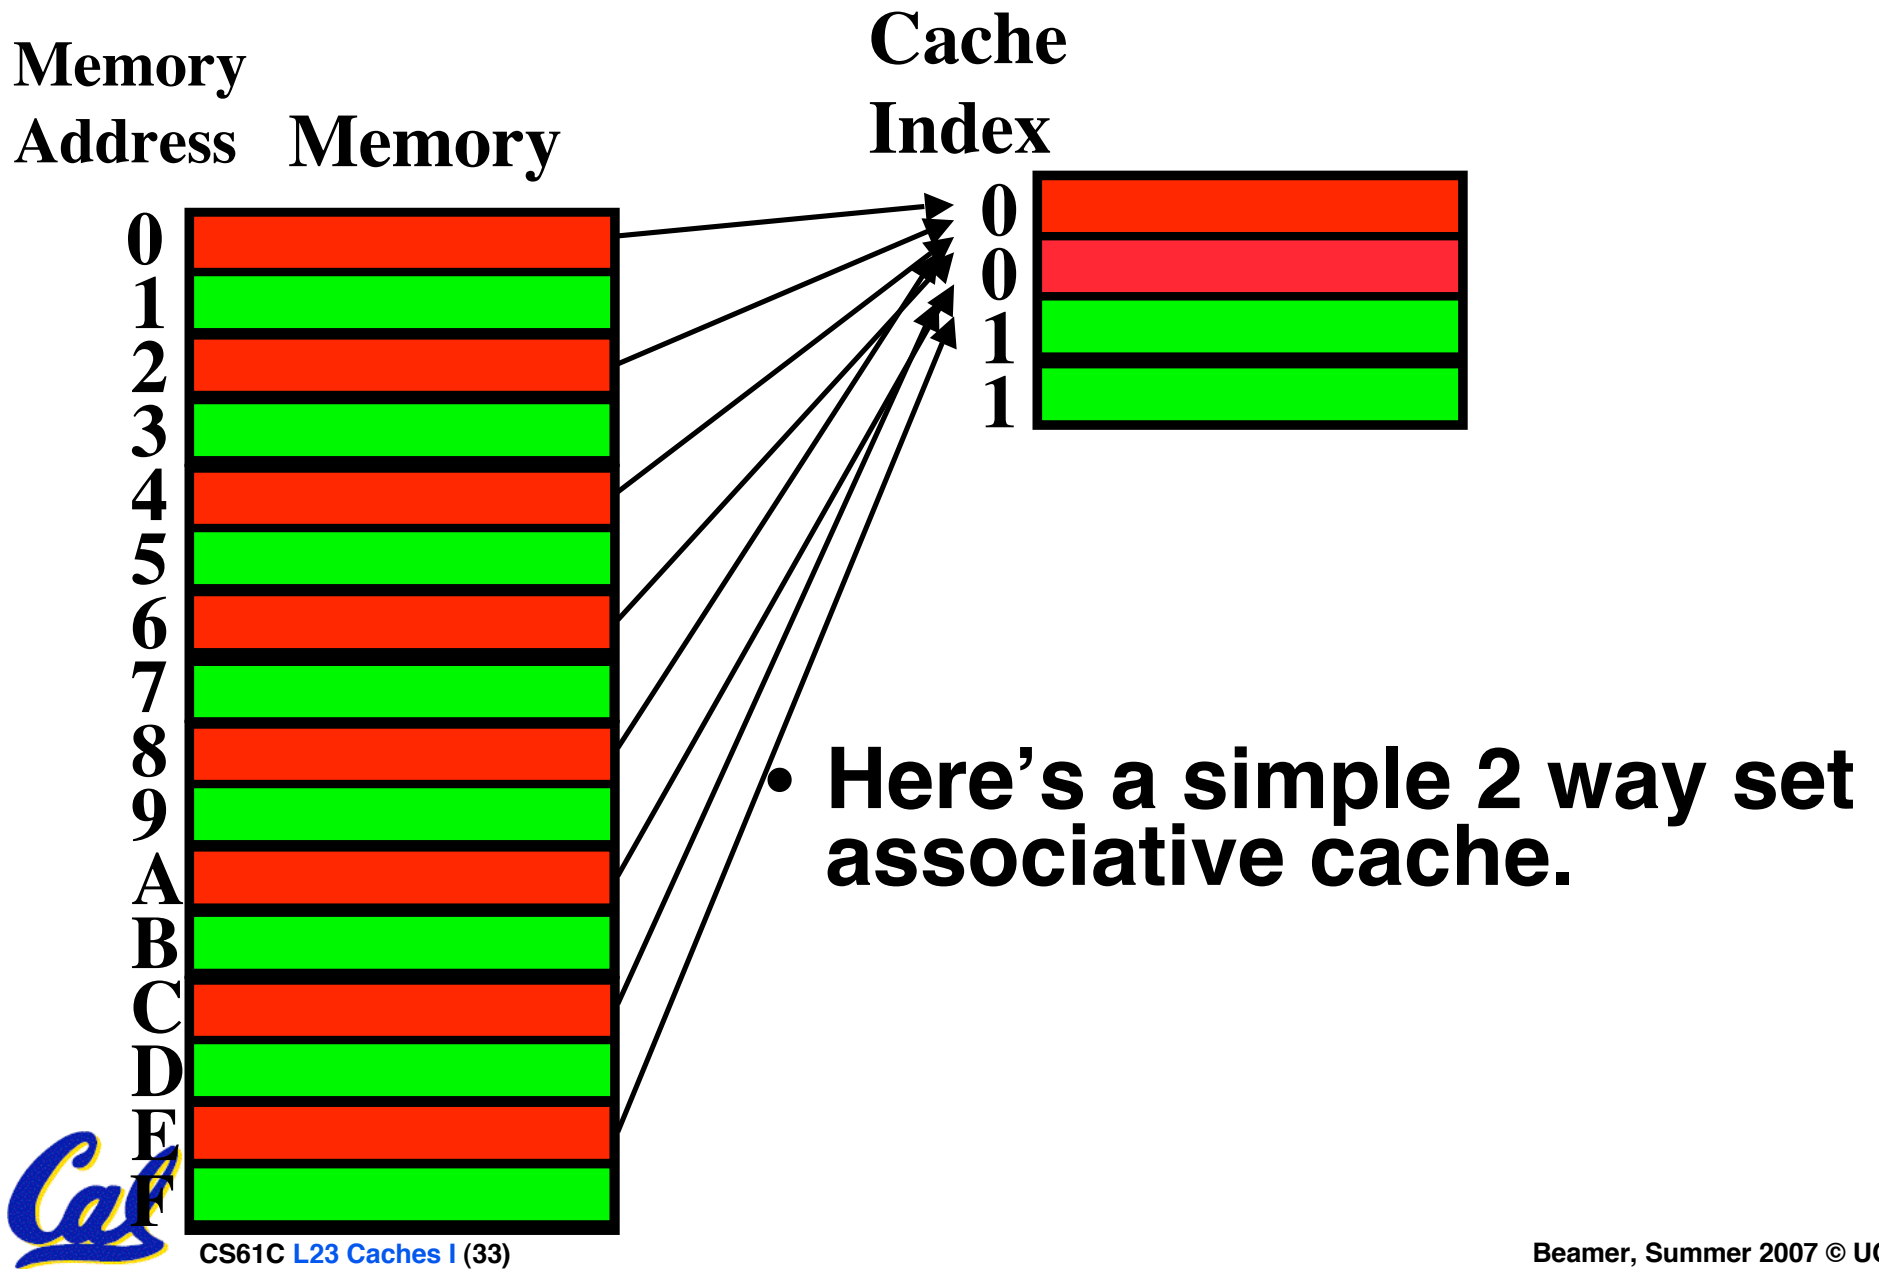 Memory
Address
Memory
Cache
Index
0
1
2
3
4
5
6
7
8
9
A
B
C
D
E
F
0
0
1
1
• Here's a simple 2 way set
associative cache.
Cal
CS61C L23 Caches I (33)
Beamer, Summer 2007 © UC